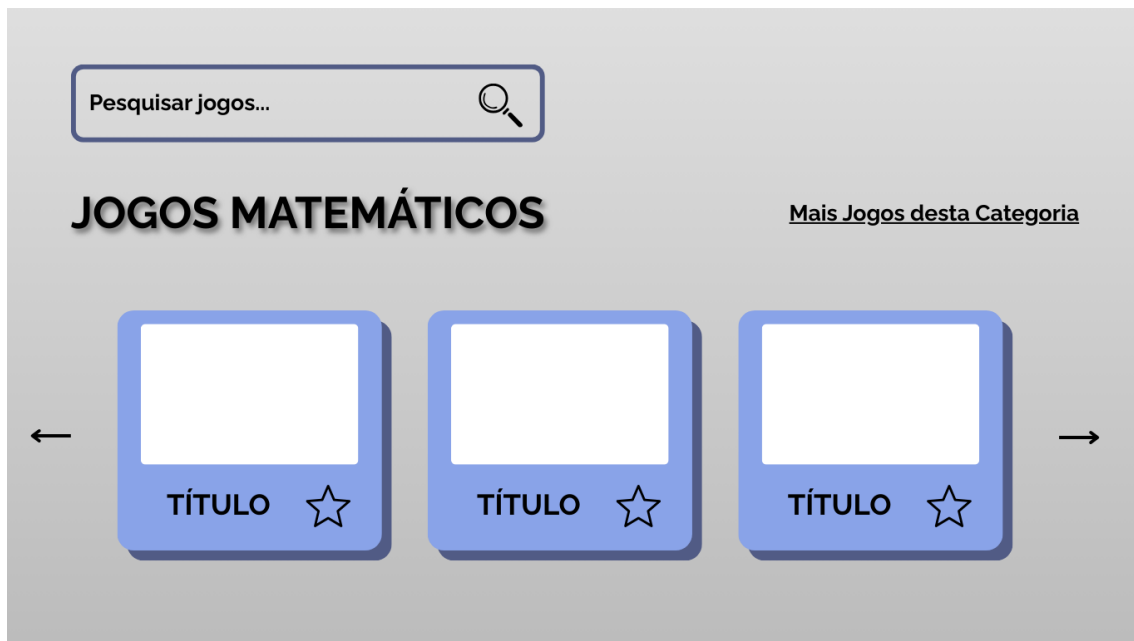 Pesquisar jogos...
JOGOS MATEMÁTICOS
Mais Jogos desta Categoria
TÍTULO
TÍTULO
TÍTULO